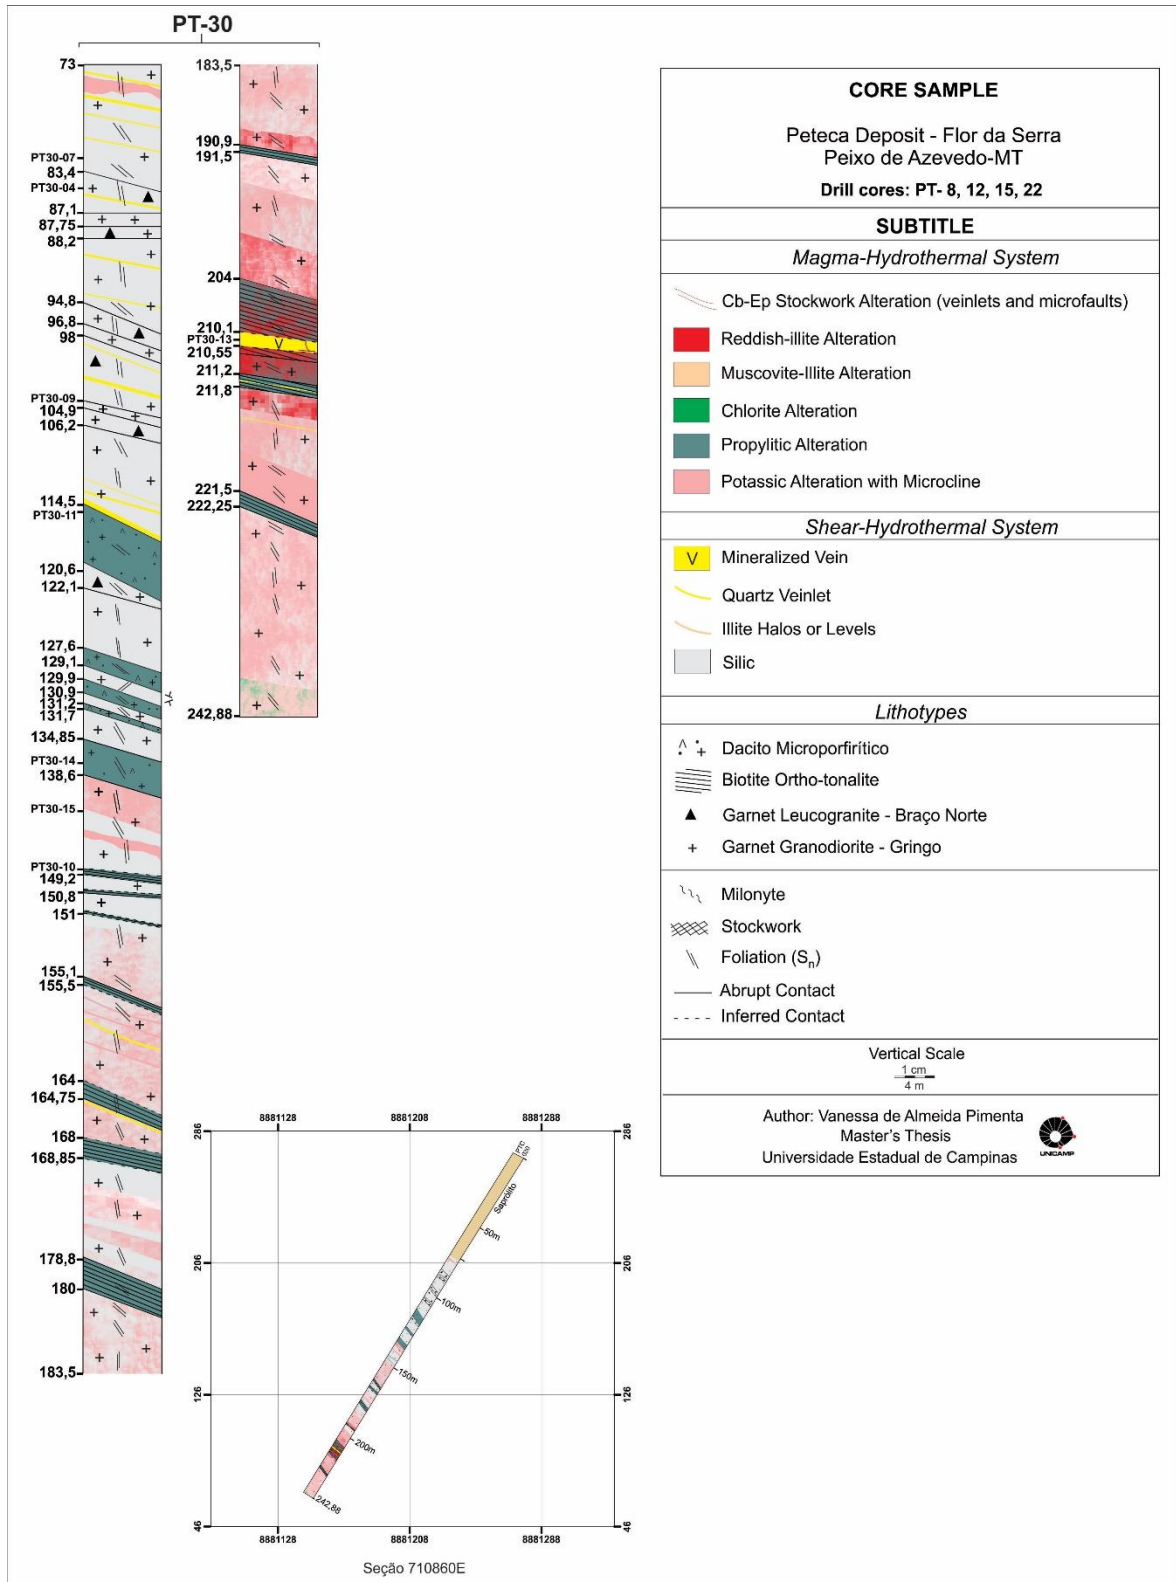 PT-30
73
PT30-07
83,4
PT30-04
87,1
87,75
88,2
94,8
96,8
98
PT30-09
104,9
106,2
114,5
PT30-11
120,6
122,1
127,6
129,1
129,9
130,9
131,2
131,7
134,85
PT30-14
138,6
PT30-15
PT30-10
149,2
150,8
151
155,1
155,5
164
164,75
168
168,85
178,8
180
183,5
183,5
190,9
191,5
204
210,1
PT30-13
210,55
211,2
211,8
221,5
222,25
242,88
V
CORE SAMPLE
Peteca Deposit - Flor da Serra
Peixo de Azevedo-MT
Drill cores: PT- 8, 12, 15, 22
SUBTITLE
Magma-Hydrothermal System
Cb-Ep Stockwork Alteration (veinlets and microfaults)
Reddish-illite Alteration
Muscovite-Illite Alteration
Chlorite Alteration
Propylitic Alteration
Potassic Alteration with Microcline
Shear-Hydrothermal System
V Mineralized Vein
Quartz Veinlet
Illite Halos or Levels
Silic
Lithotypes
Dacito Microporfirítico
Biotite Ortho-tonalite
Garnet Leucogranite - Braço Norte
Garnet Granodiorite - Gringo
Milonyte
Stockwork
Foliation (Sn)
Abrupt Contact
Inferred Contact
Vertical Scale
1 cm
4 m
Author: Vanessa de Almeida Pimenta
Master's Thesis
Universidade Estadual de Campinas
UNICAMP
8881128 8881208 8881288
286 286
206 206
126 126
46 46
PTC
Saprólito
50m
100m
150m
200m
242,88
8881128 8881208 8881288
Seção 710860E